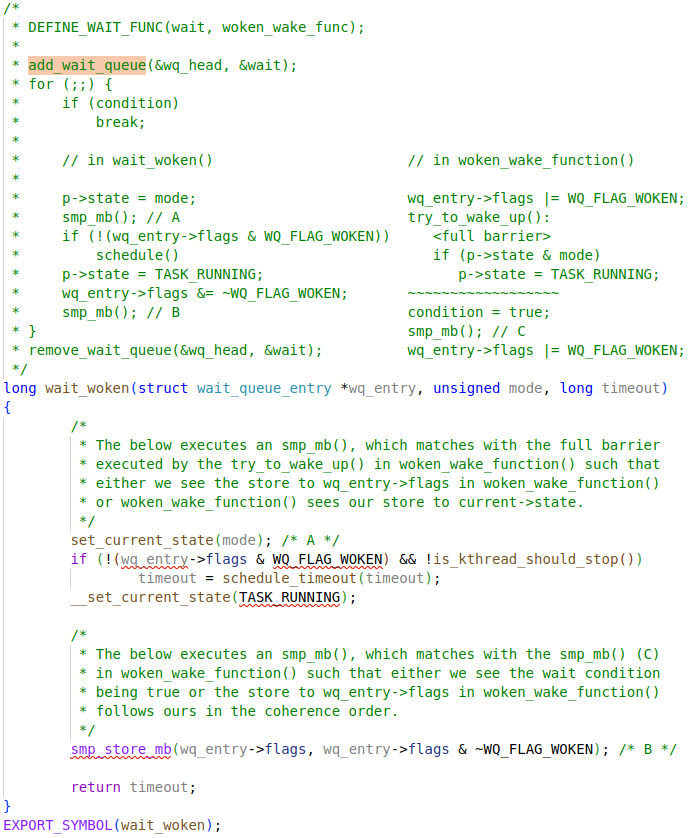 /*
 * DEFINE_WAIT_FUNC(wait, woken_wake_func);
 *
 * add_wait_queue(&wq_head, &wait);
 * for (;;) {
 *     if (condition)
 *         break;
 *
 *     // in wait_woken()                       // in woken_wake_function()
 *
 *     p->state = mode;                         wq_entry->flags |= WQ_FLAG_WOKEN;
 *     smp_mb(); // A                           try_to_wake_up():
 *     if (!(wq_entry->flags & WQ_FLAG_WOKEN))     <full barrier>
 *         schedule()                              if (p->state & mode)
 *     p->state = TASK_RUNNING;                       p->state = TASK_RUNNING;
 *     wq_entry->flags &= ~WQ_FLAG_WOKEN;       ~~~~~~~~~~~~~~~~~~
 *     smp_mb(); // B                           condition = true;
 * }                                            smp_mb(); // C
 * remove_wait_queue(&wq_head, &wait);          wq_entry->flags |= WQ_FLAG_WOKEN;
 */
long wait_woken(struct wait_queue_entry *wq_entry, unsigned mode, long timeout)
{
        /*
         * The below executes an smp_mb(), which matches with the full barrier
         * executed by the try_to_wake_up() in woken_wake_function() such that
         * either we see the store to wq_entry->flags in woken_wake_function()
         * or woken_wake_function() sees our store to current->state.
         */
        set_current_state(mode); /* A */
        if (!(wq_entry->flags & WQ_FLAG_WOKEN) && !is_kthread_should_stop())
                timeout = schedule_timeout(timeout);
        __set_current_state(TASK_RUNNING);

        /*
         * The below executes an smp_mb(), which matches with the smp_mb() (C)
         * in woken_wake_function() such that either we see the wait condition
         * being true or the store to wq_entry->flags in woken_wake_function()
         * follows ours in the coherence order.
         */
        smp_store_mb(wq_entry->flags, wq_entry->flags & ~WQ_FLAG_WOKEN); /* B */

        return timeout;
}
EXPORT_SYMBOL(wait_woken);